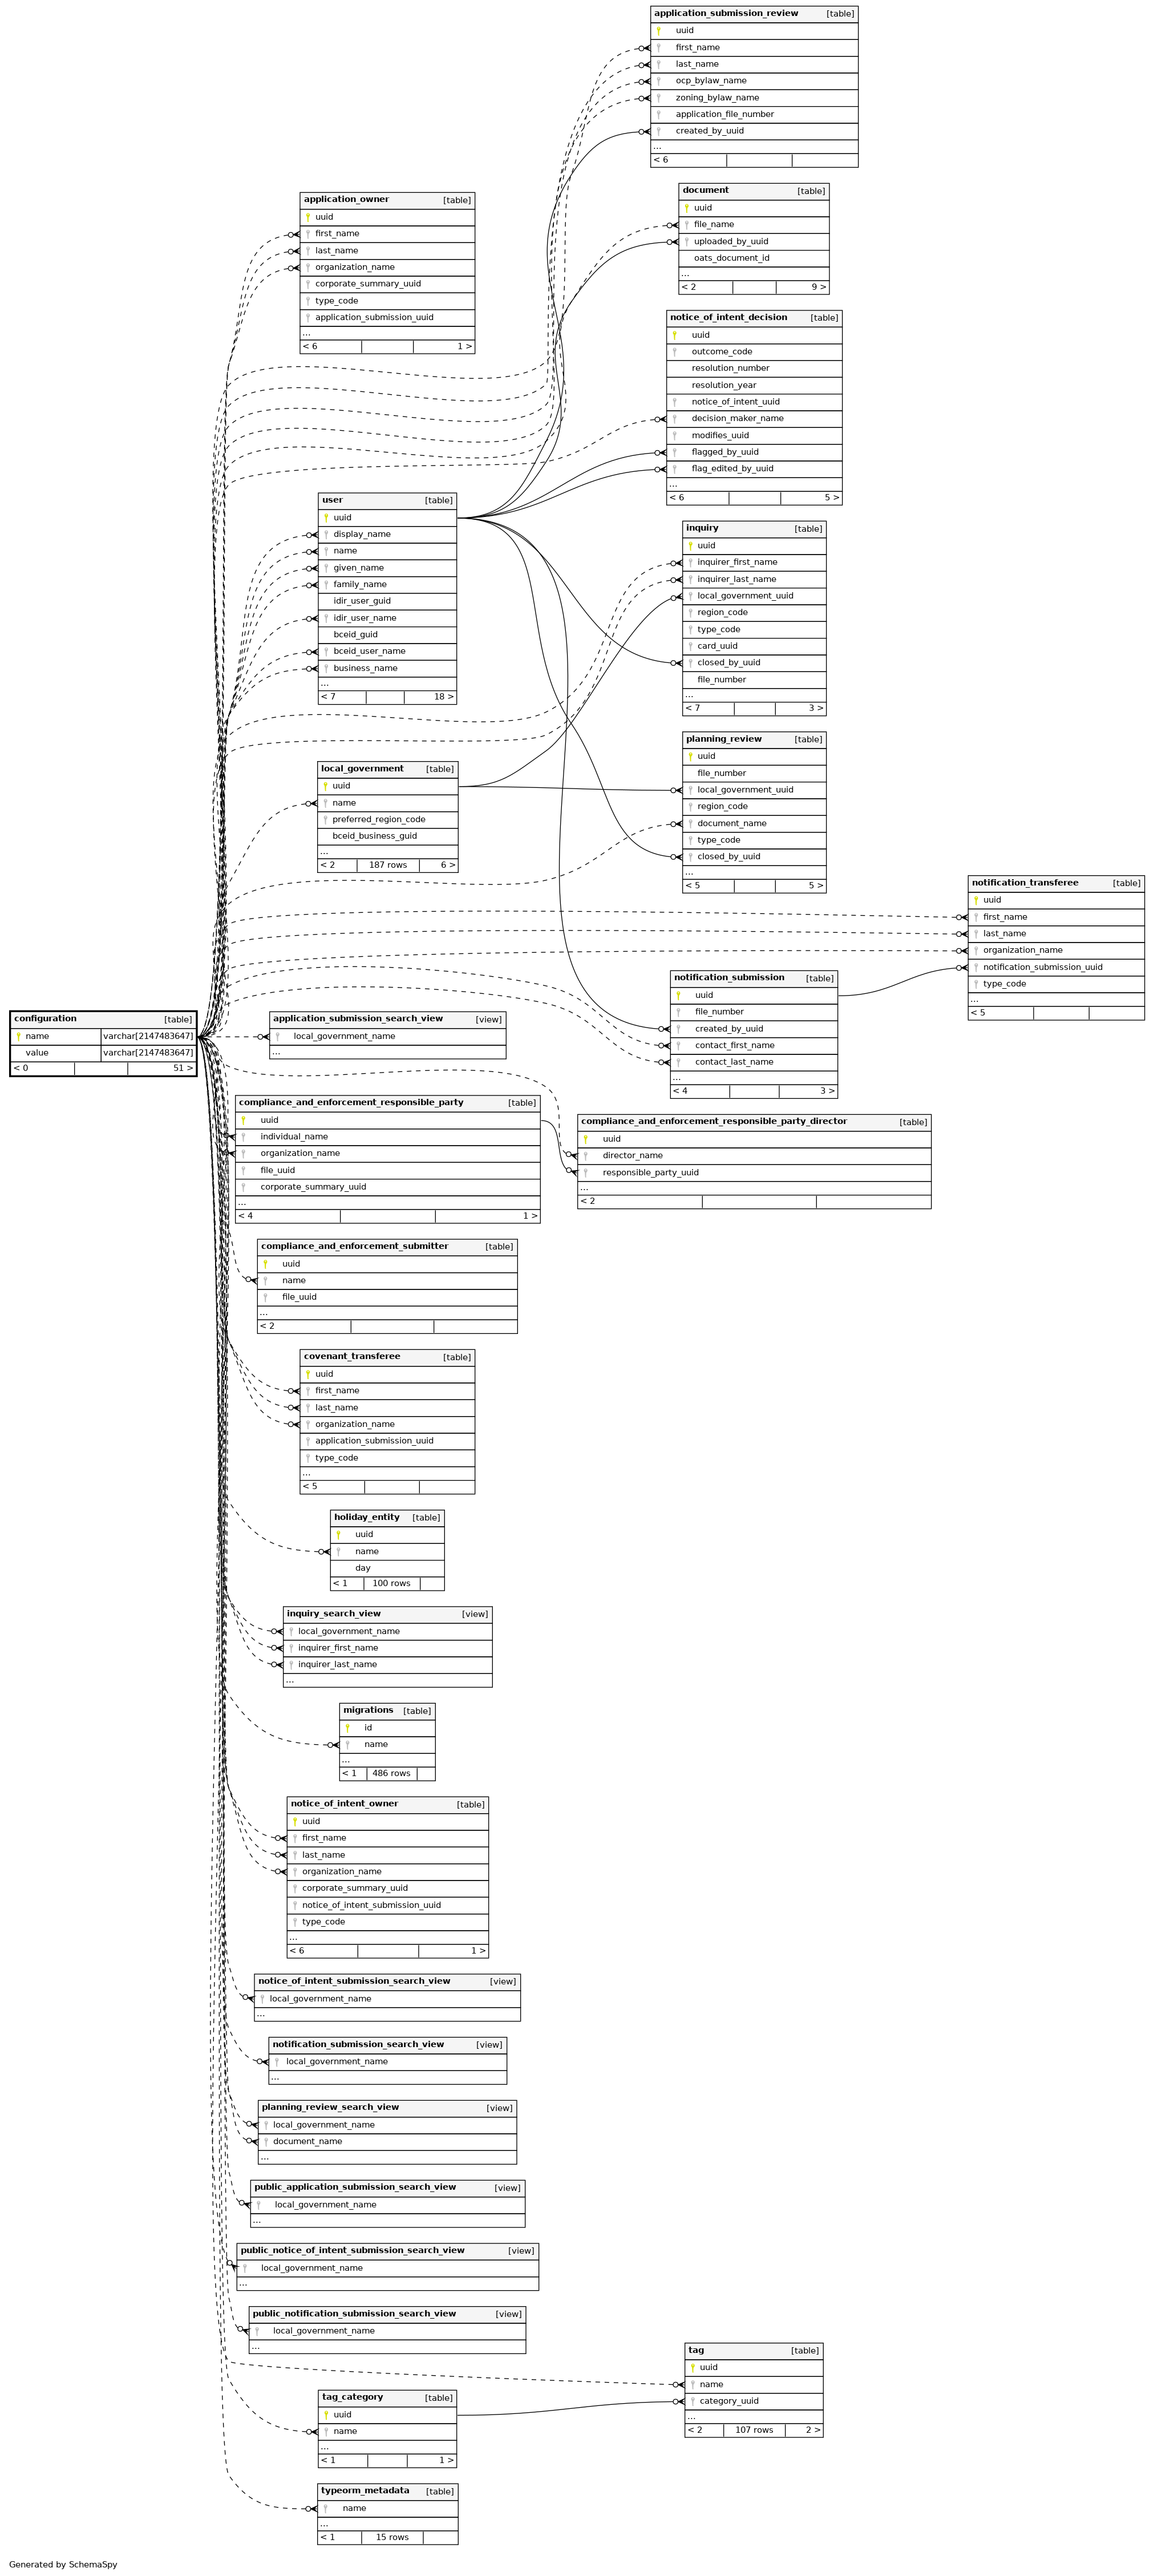 application_submission_review [table]
uuid
first_name
last_name
ocp_bylaw_name
zoning_bylaw_name
application_file_number
created_by_uuid
...
< 6
document [table]
uuid
file_name
uploaded_by_uuid
oats_document_id
...
< 2 9 >
application_owner [table]
uuid
first_name
last_name
organization_name
corporate_summary_uuid
type_code
application_submission_uuid
...
< 6 1 >
notice_of_intent_decision [table]
uuid
outcome_code
resolution_number
resolution_year
notice_of_intent_uuid
decision_maker_name
modifies_uuid
flagged_by_uuid
flag_edited_by_uuid
...
< 6 5 >
user [table]
uuid
display_name
name
given_name
family_name
idir_user_guid
idir_user_name
bceid_guid
bceid_user_name
business_name
...
< 7 18 >
inquiry [table]
uuid
inquirer_first_name
inquirer_last_name
local_government_uuid
region_code
type_code
card_uuid
closed_by_uuid
file_number
...
< 7 3 >
planning_review [table]
uuid
file_number
local_government_uuid
region_code
document_name
type_code
closed_by_uuid
...
< 5 5 >
local_government [table]
uuid
name
preferred_region_code
bceid_business_guid
...
< 2 187 rows 6 >
notification_transferee [table]
uuid
first_name
last_name
organization_name
notification_submission_uuid
type_code
...
< 5
notification_submission [table]
uuid
file_number
created_by_uuid
contact_first_name
contact_last_name
...
< 4 3 >
configuration [table]
name varchar[2147483647]
value varchar[2147483647]
< 0 51 >
application_submission_search_view [view]
local_government_name
...
compliance_and_enforcement_responsible_party [table]
uuid
individual_name
organization_name
file_uuid
corporate_summary_uuid
...
< 4 1 >
compliance_and_enforcement_responsible_party_director [table]
uuid
director_name
responsible_party_uuid
...
< 2
compliance_and_enforcement_submitter [table]
uuid
name
file_uuid
...
< 2
covenant_transferee [table]
uuid
first_name
last_name
organization_name
application_submission_uuid
type_code
...
< 5
holiday_entity [table]
uuid
name
day
< 1 100 rows
inquiry_search_view [view]
local_government_name
inquirer_first_name
inquirer_last_name
...
migrations [table]
id
name
...
< 1 486 rows
notice_of_intent_owner [table]
uuid
first_name
last_name
organization_name
corporate_summary_uuid
notice_of_intent_submission_uuid
type_code
...
< 6 1 >
notice_of_intent_submission_search_view [view]
local_government_name
...
notification_submission_search_view [view]
local_government_name
...
planning_review_search_view [view]
local_government_name
document_name
...
public_application_submission_search_view [view]
local_government_name
...
public_notice_of_intent_submission_search_view [view]
local_government_name
...
public_notification_submission_search_view [view]
local_government_name
...
tag [table]
uuid
name
category_uuid
...
< 2 107 rows 2 >
tag_category [table]
uuid
name
...
< 1 1 >
typeorm_metadata [table]
name
...
< 1 15 rows
Generated by SchemaSpy